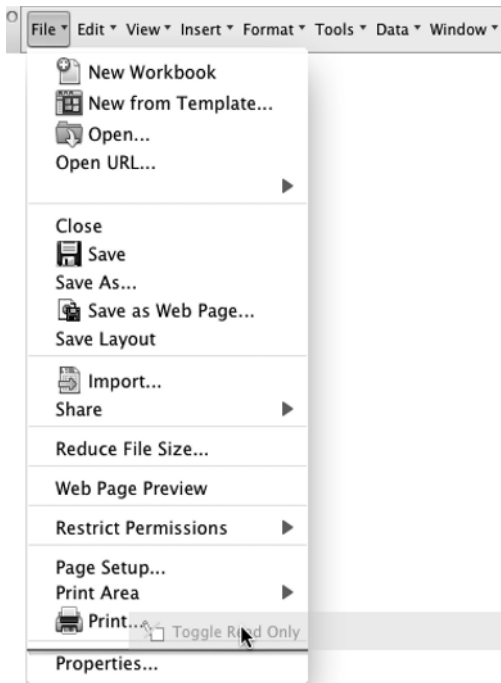 File Edit View Insert Format Tools Data Window
New Workbook
New from Template...
Open...
Open URL...
Close
Save
Save As...
Save as Web Page...
Save Layout
Import...
Share
Reduce File Size...
Web Page Preview
Restrict Permissions
Page Setup...
Print Area
Print...
Toggle Read Only
Properties...